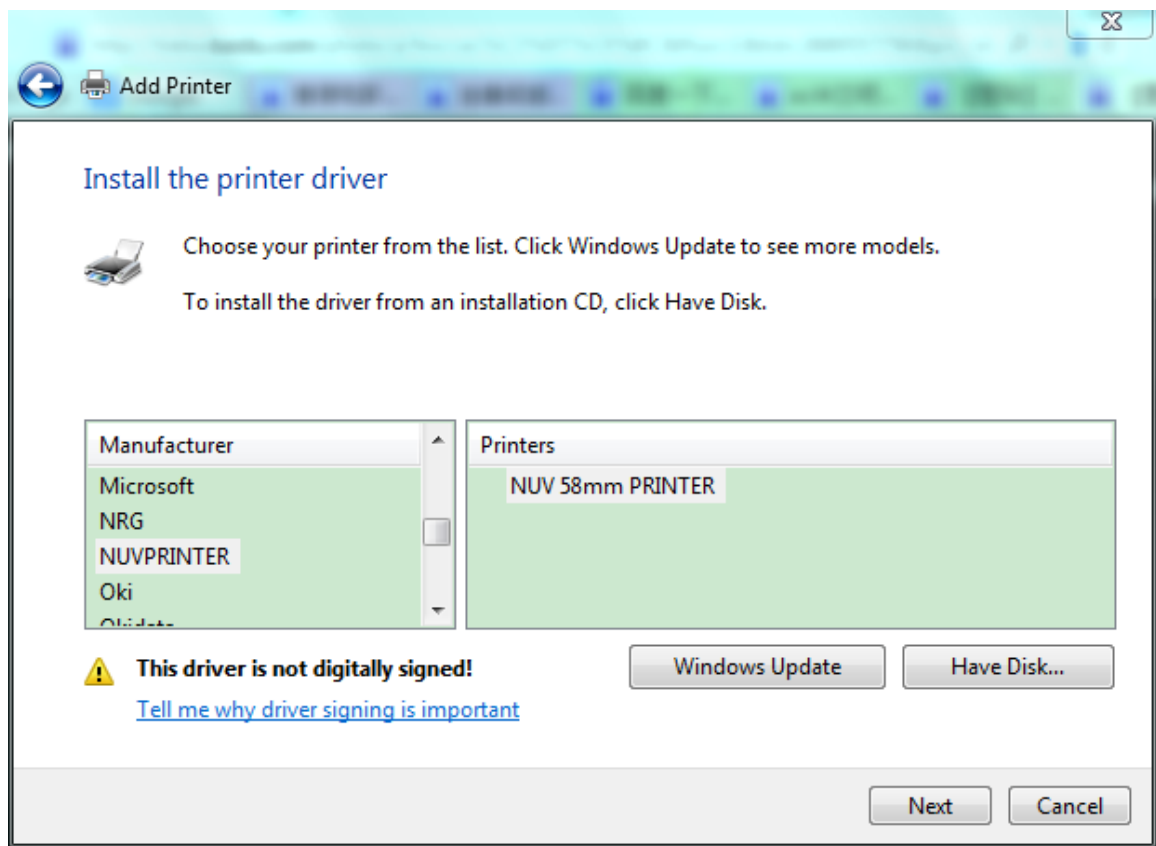 Add Printer
Install the printer driver
Choose your printer from the list. Click Windows Update to see more models.
To install the driver from an installation CD, click Have Disk.
Manufacturer
Microsoft
NRG
NUVPRINTER
Oki
Okidata
Printers
NUV 58mm PRINTER
This driver is not digitally signed!
Tell me why driver signing is important
Windows Update
Have Disk...
Next
Cancel